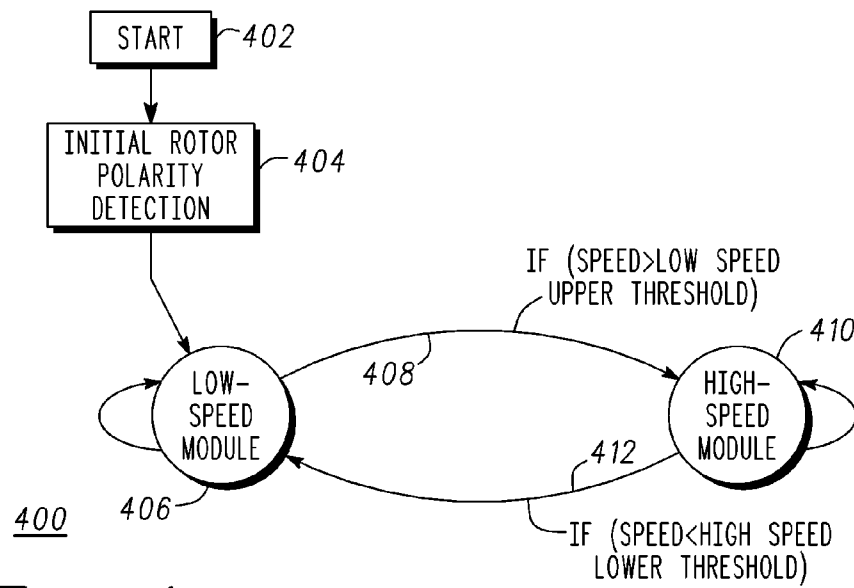 START
402
INITIAL ROTOR
POLARITY
DETECTION
404
IF (SPEED>LOW SPEED
UPPER THRESHOLD)
410
408
LOW-
SPEED
MODULE
HIGH-
SPEED
MODULE
412
406
400
IF (SPEED<HIGH SPEED
LOWER THRESHOLD)